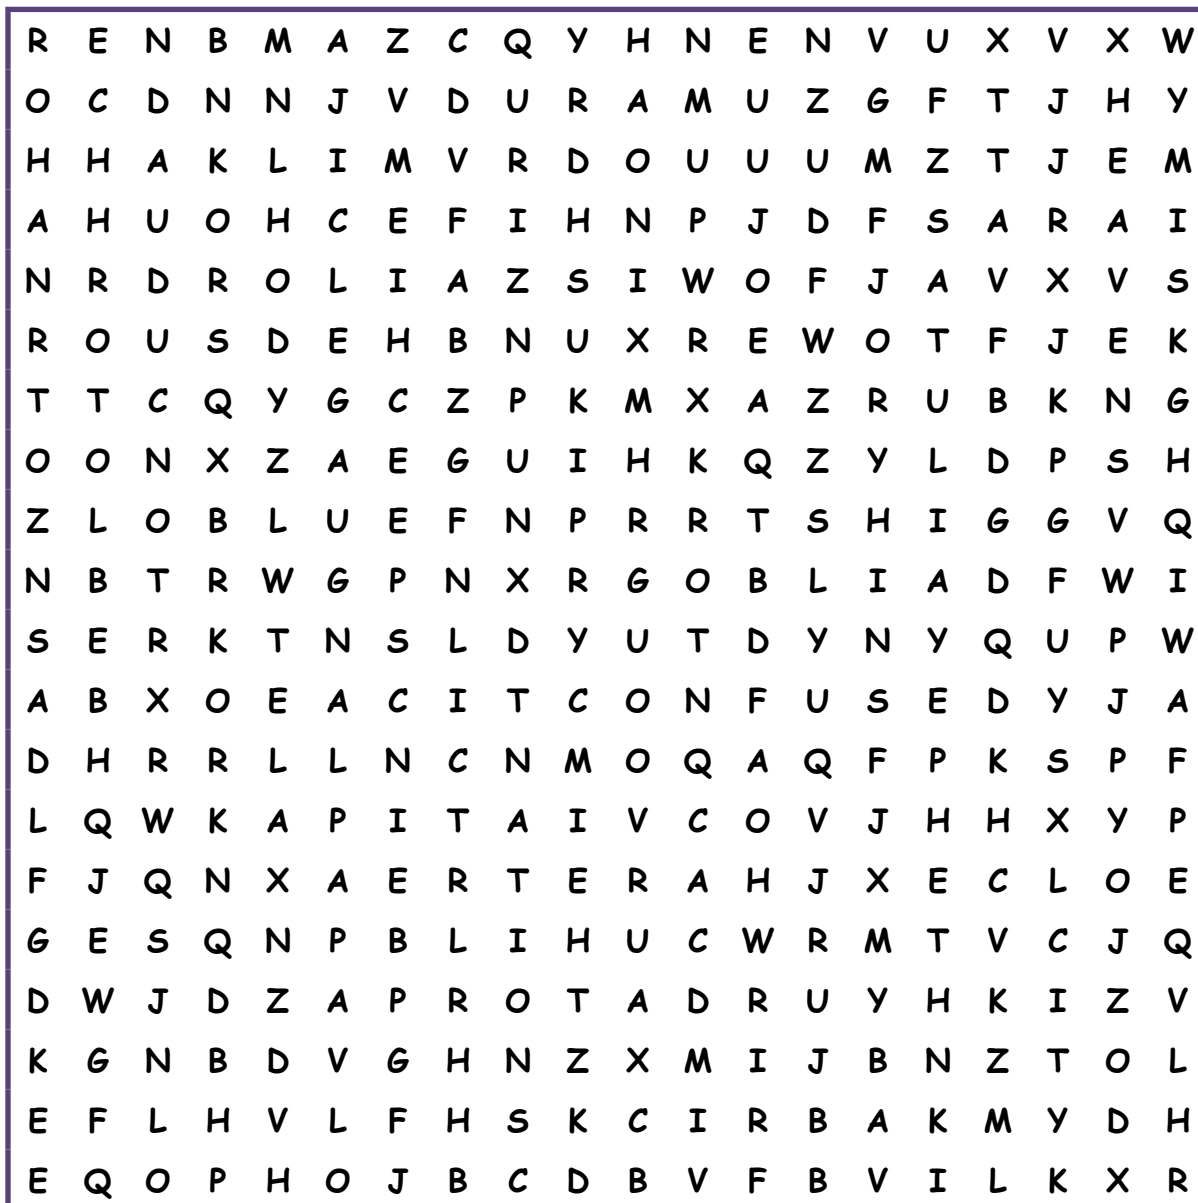 R E N B M A Z C Q Y H N E N V U X V X W
O C D N N J V D U R A M U Z G F T J H Y
H H A K L I M V R D O U U U M Z T J E M
A H U O H C E F I H N P J D F S A R A I
N R D R O L I A Z S I W O F J A V X V S
R O U S D E H B N U X R E W O T F J E K
T T C Q Y G C Z P K M X A Z R U B K N G
O O N X Z A E G U I H K Q Z Y L D P S H
Z L O B L U E F N P R R T S H I G G V Q
N B T R W G P N X R G O B L I A D F W I
S E R K T N S L D Y U T D Y N Y Q U P W
A B X O E A C I T C O N F U S E D Y J A
D H R R L L N C N M O Q A Q F P K S P F
L Q W K A P I T A I V C O V J H H X Y P
F J Q N X A E R T E R A H J X E C L O E
G E S Q N P B L I H U C W R M T V C J Q
D W J D Z A P R O T A D R U Y H K I Z V
K G N B D V G H N Z X M I J B N Z T O L
E F L H V L F H S K C I R B A K M Y D H
E Q O P H O J B C D B V F B V I L K X R